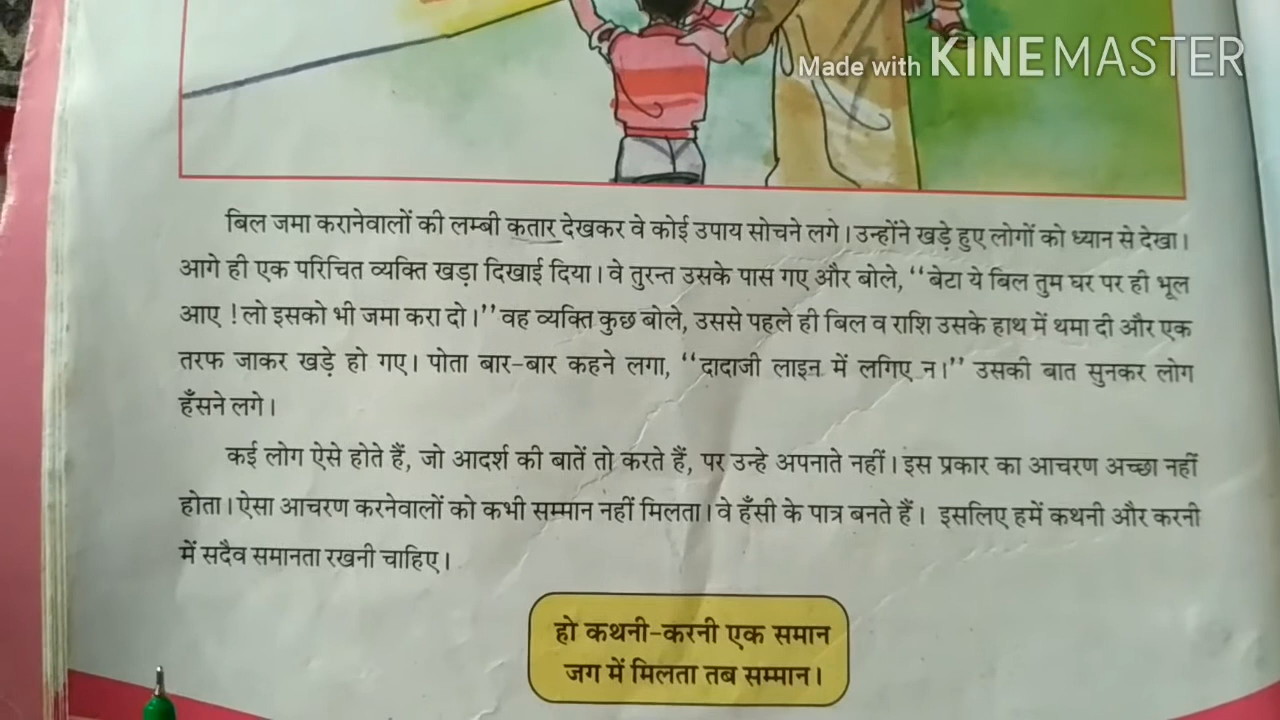 Made with KINEMASTER
बिल जमा करानेवालों की लम्बी कतार देखकर वे कोई उपाय सोचने लगे। उन्होंने खड़े हुए लोगों को ध्यान से देखा।
आगे ही एक परिचित व्यक्ति खड़ा दिखाई दिया। वे तुरन्त उसके पास गए और बोले, ‘‘बेटा ये बिल तुम घर पर ही भूल
आए ! लो इसको भी जमा करा दो।’’ वह व्यक्ति कुछ बोले, उससे पहले ही बिल व राशि उसके हाथ में थमा दी और एक
तरफ जाकर खड़े हो गए। पोता बार-बार कहने लगा, ‘‘दादाजी लाइन में लगिए न।’’ उसकी बात सुनकर लोग
हँसने लगे।
कई लोग ऐसे होते हैं, जो आदर्श की बातें तो करते हैं, पर उन्हे अपनाते नहीं। इस प्रकार का आचरण अच्छा नहीं
होता। ऐसा आचरण करनेवालों को कभी सम्मान नहीं मिलता। वे हँसी के पात्र बनते हैं। इसलिए हमें कथनी और करनी
में सदैव समानता रखनी चाहिए।
हो कथनी-करनी एक समान
जग में मिलता तब सम्मान।